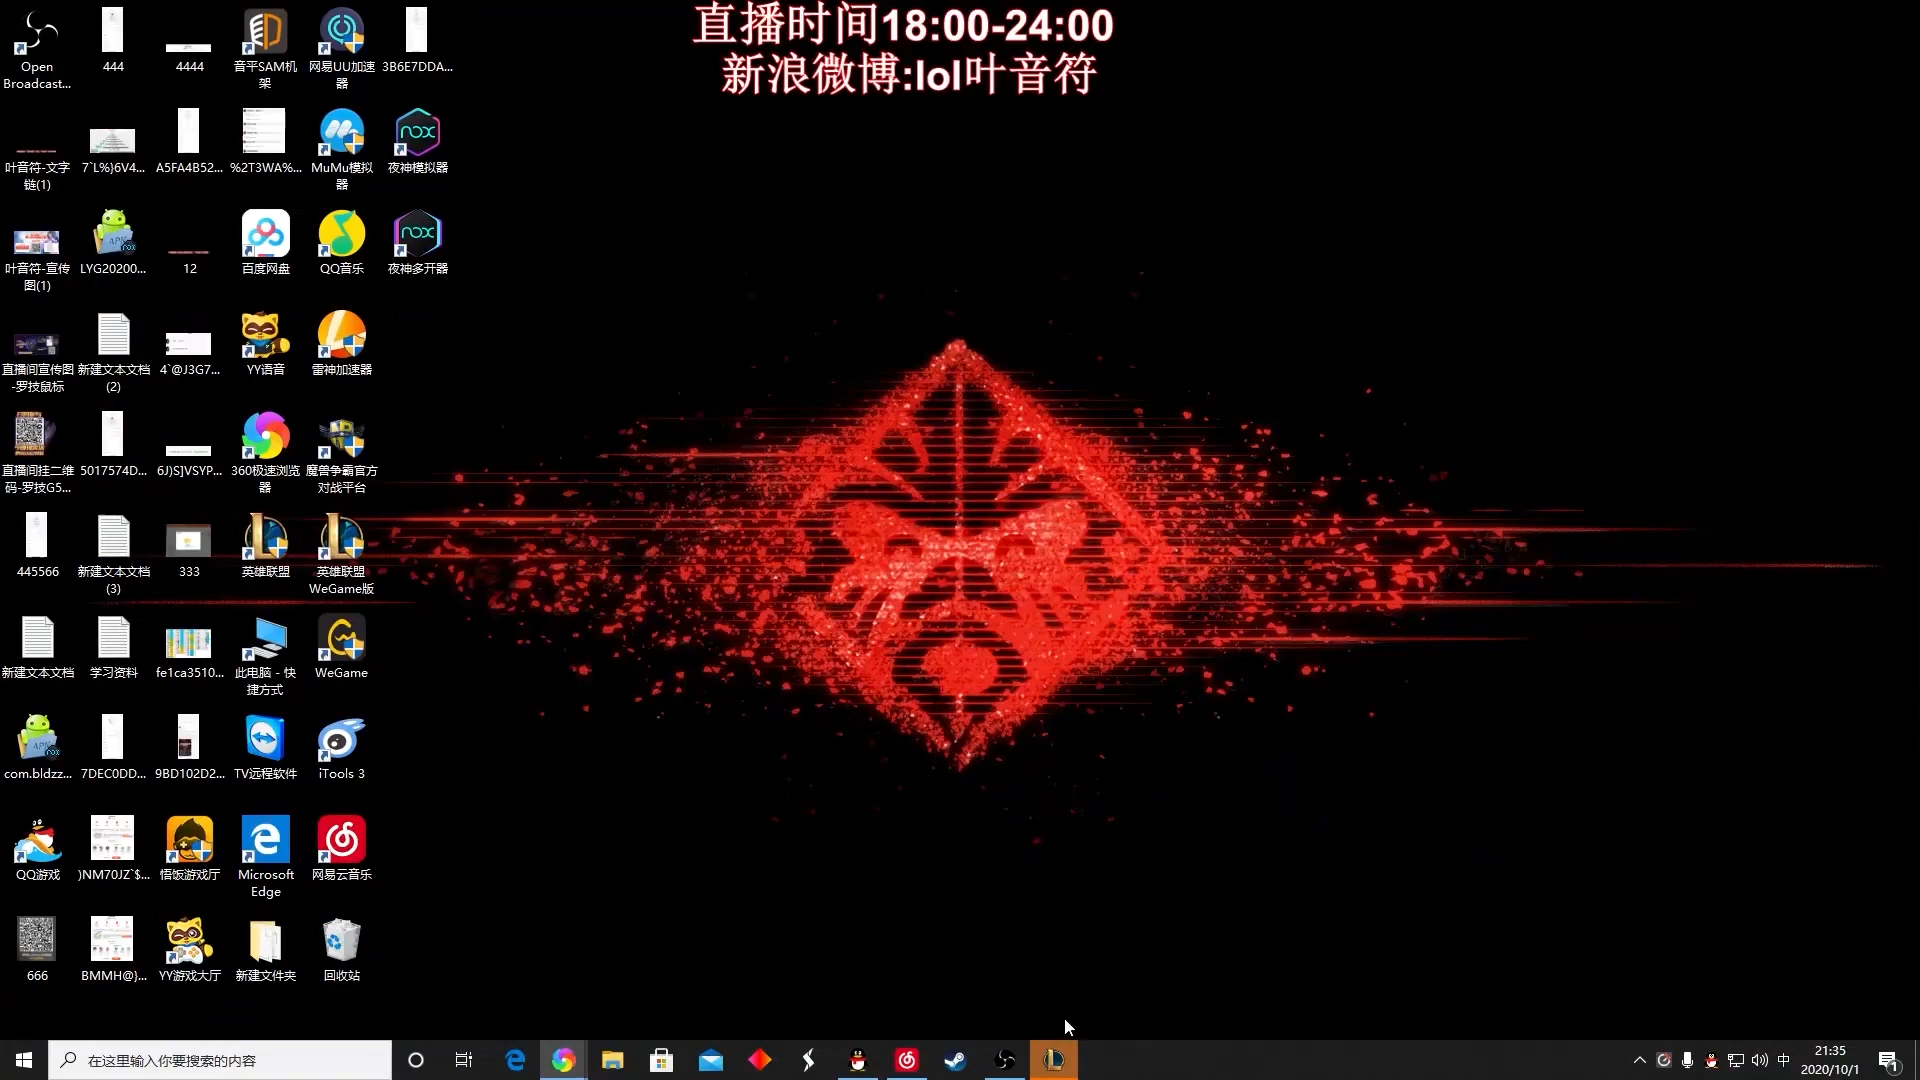 直播时间18:00-24:00
新浪微博:lol叶音符
Open
Broadcast...
444
4444
音平SAM机
架
网易UU加速
器
3B6E7DDA...
叶音符-文字
链(1)
7`L%}6V4...
A5FA4B52...
%2T3WA%...
MuMu模拟
器
夜神模拟器
叶音符-宣传
图(1)
LYG20200...
12
百度网盘
QQ音乐
夜神多开器
直播间宣传图
-罗技鼠标
新建文本文档
(2)
4`@J3G7...
YY语音
雷神加速器
直播间挂二维
码-罗技G5...
5017574D...
6J)S]VSYP...
360极速浏览
器
魔兽争霸官方
对战平台
445566
新建文本文档
(3)
333
英雄联盟
英雄联盟
WeGame版
新建文本文档
学习资料
fe1ca3510...
此电脑 - 快
捷方式
WeGame
com.bldzz...
7DEC0DD...
9BD102D2...
TV远程软件
iTools 3
QQ游戏
)NM70JZ`$...
悟饭游戏厅
Microsoft
Edge
网易云音乐
666
BMMH@}...
YY游戏大厅
新建文件夹
回收站
在这里输入你要搜索的内容
中
21:35
2020/10/1
1